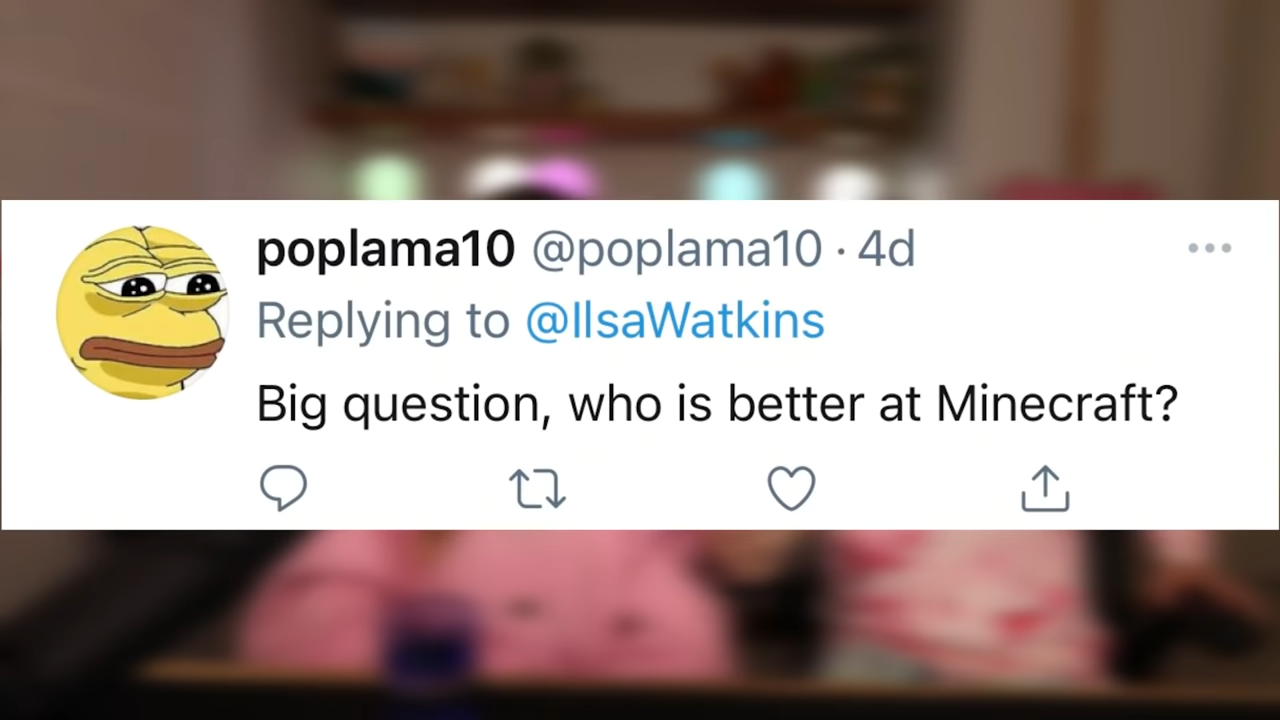 poplama10 @poplama10 · 4d
Replying to @IlsaWatkins
Big question, who is better at Minecraft?